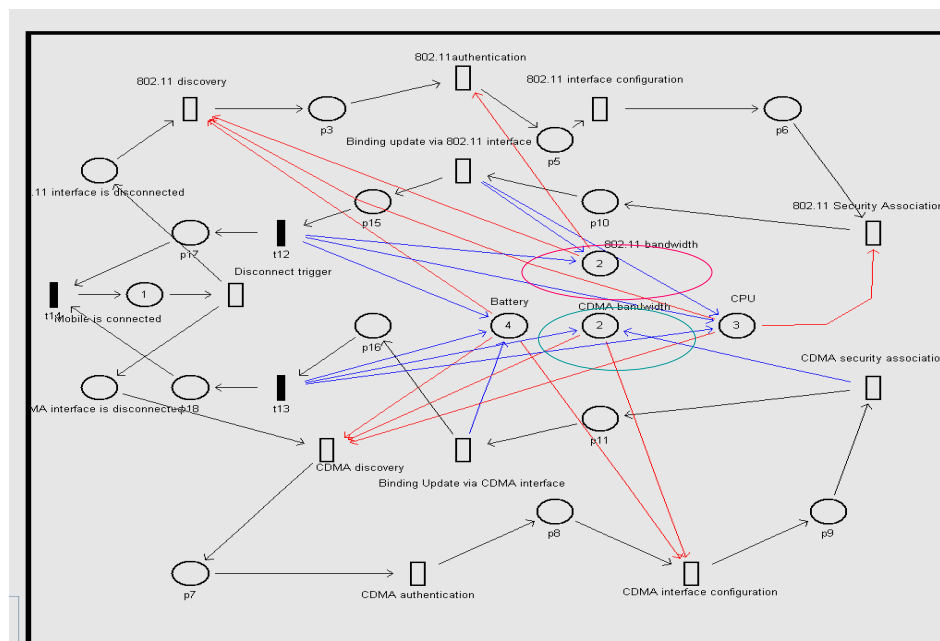 802.11authentication
802.11 discovery
802.11 interface configuration
p3
p6
Binding update via 802.11 interface
p5
.11 interface is disconnected
p15
p10
802.11 Security Association
p17
t12
802.11 bandwidth
2
Disconnect trigger
1
t14
Mobile is connected
Battery
CDMA bandwidth
CPU
4
2
3
p16
CDMA security association
MA interface is disconnected
p18
t13
p11
CDMA discovery
Binding Update via CDMA interface
p8
p9
p7
CDMA authentication
CDMA interface configuration